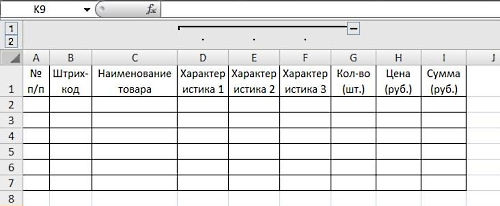 K9 fx
1
2
A B C D E F G H I J
№ Штрих- Наименование Характер Характер Характер Кол-во Цена Сумма
1 п/п код товара истика 1 истика 2 истика 3 (шт.) (руб.) (руб.)
2
3
4
5
6
7
8